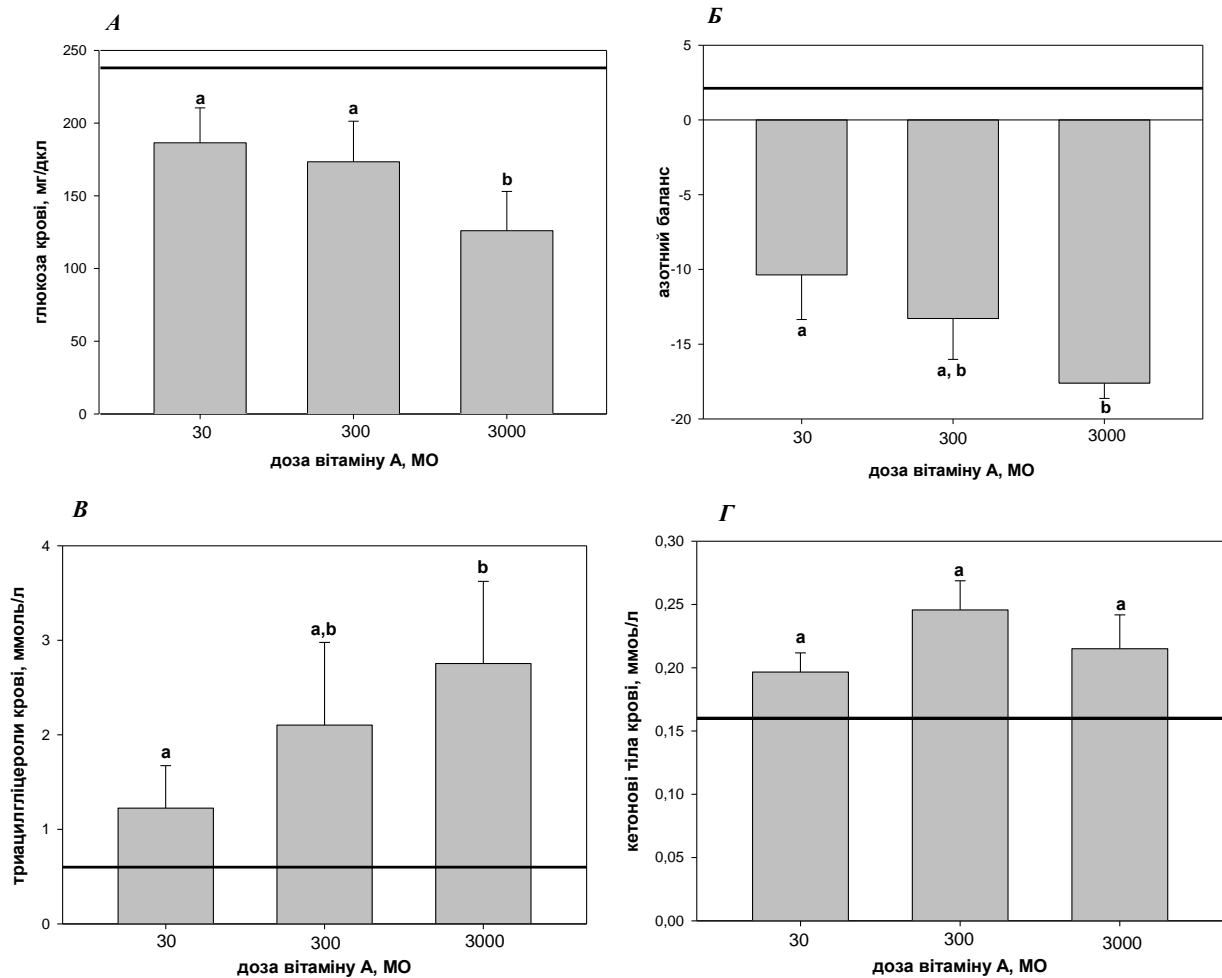 А
250
200
150
100
50
0
глюкоза крові, мг/дкл
a
a
b
30
300
3000
доза вітаміну А, МО
Б
5
0
-5
-10
-15
-20
азотний баланс
a
a, b
b
30
300
3000
доза вітаміну А, МО
В
4
3
2
1
0
триацилгліцероли крові, ммоль/л
a
a,b
b
30
300
3000
доза вітаміну А, МО
Г
0,30
0,25
0,20
0,15
0,10
0,05
0,00
кетонові тіла крові, ммоь/л
a
a
a
30
300
3000
доза вітаміну А, МО